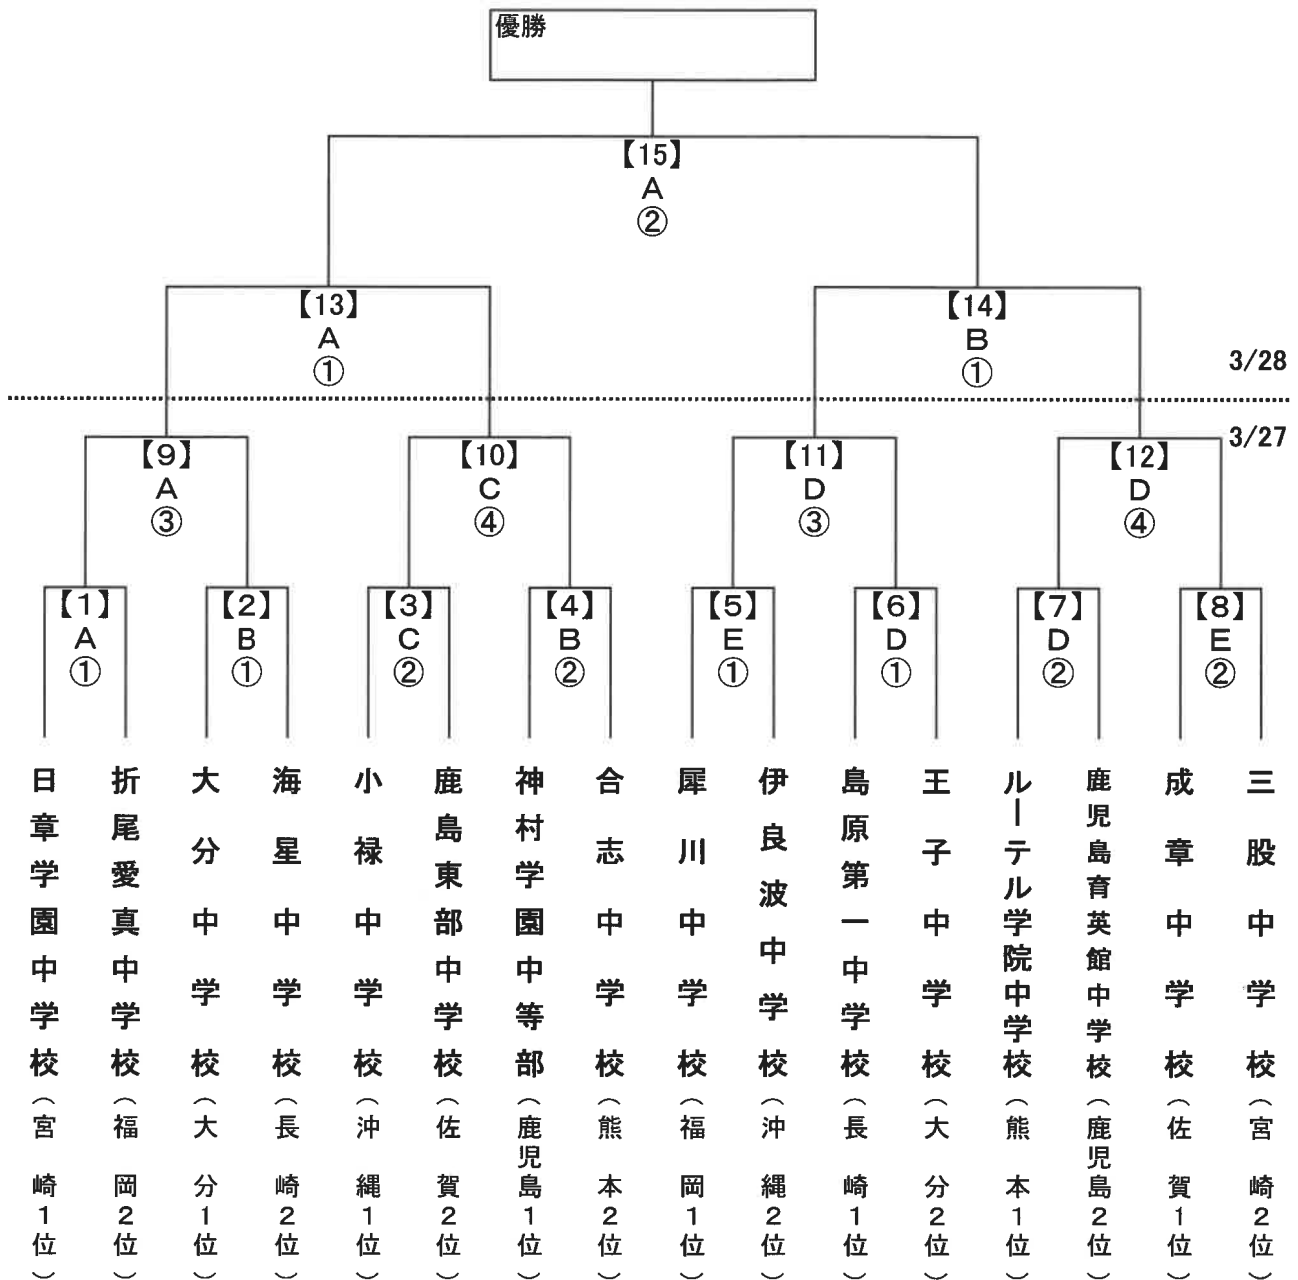 優勝
【15】
A
②
【13】
A
①
【14】
B
①
3/28
3/27
【9】
A
③
【10】
C
④
【11】
D
③
【12】
D
④
【1】
A
①
【2】
B
①
【3】
C
②
【4】
B
②
【5】
E
①
【6】
D
①
【7】
D
②
【8】
E
②
日章学園中学校(宮崎1位)
折尾愛真中学校(福岡2位)
大分中学校(大分1位)
海星中学校(長崎2位)
小禄中学校(沖縄1位)
鹿島東部中学校(佐賀2位)
神村学園中等部(鹿児島1位)
合志中学校(熊本2位)
犀川中学校(福岡1位)
伊良波中学校(沖縄2位)
島原第一中学校(長崎1位)
王子中学校(大分2位)
ルーテル学院中学校(熊本1位)
鹿児島育英館中学校(鹿児島2位)
成章中学校(佐賀1位)
三股中学校(宮崎2位)